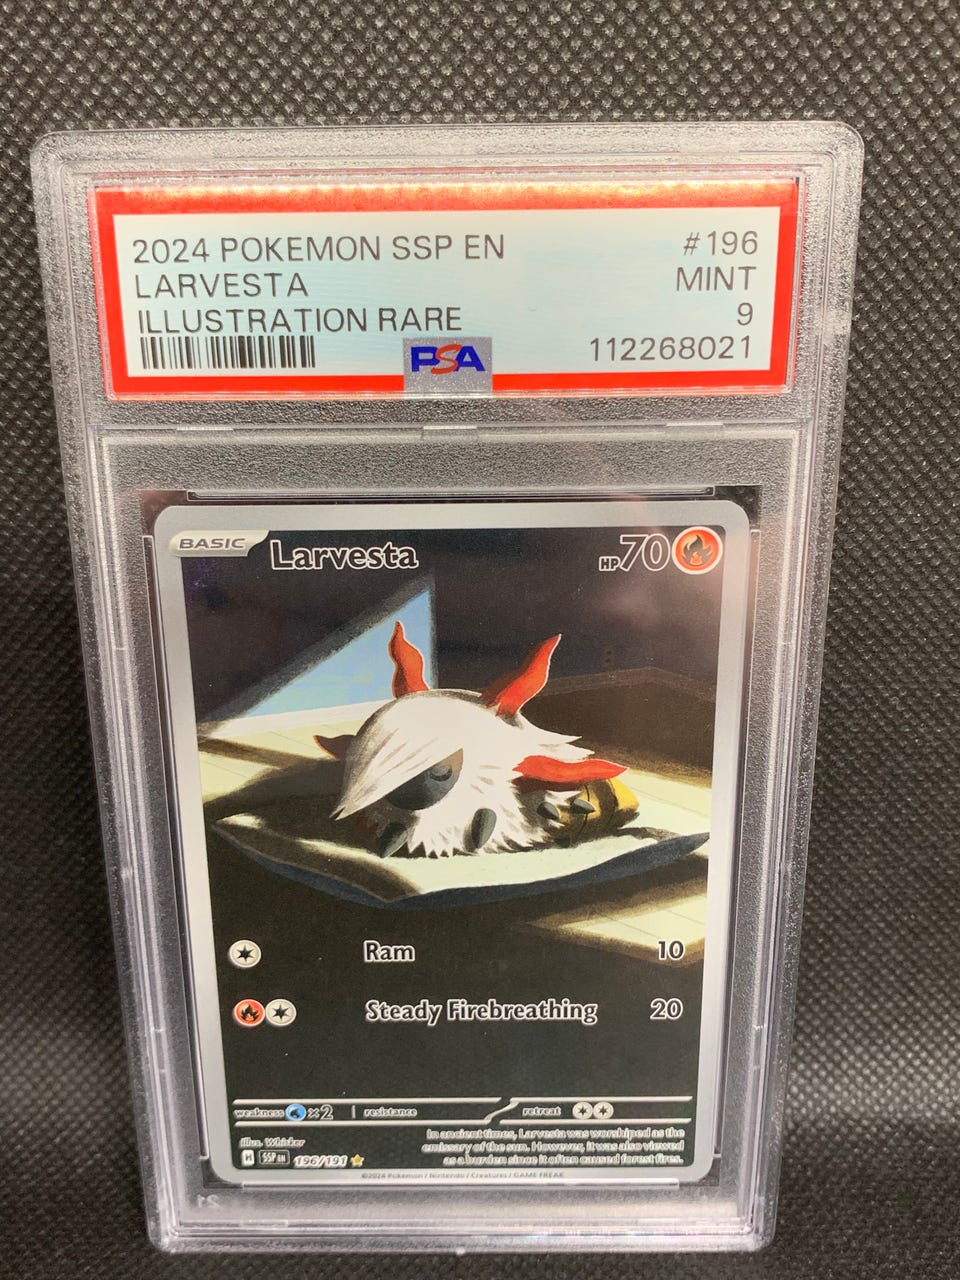 2024 POKEMON SSP EN #196
LARVESTA MINT
ILLUSTRATION RARE 9
PSA 112268021
BASIC Larvesta HP70
Ram 10
Steady Firebreathing 20
weakness ×2 resistance retreat
Illus. Whisker
In ancient times, Larvesta was worshiped as the
emissary of the sun. However, it was also viewed
as a burden since it often caused forest fires.
H SSP EN 196/191
©2024 Pokémon / Nintendo / Creatures / GAME FREAK